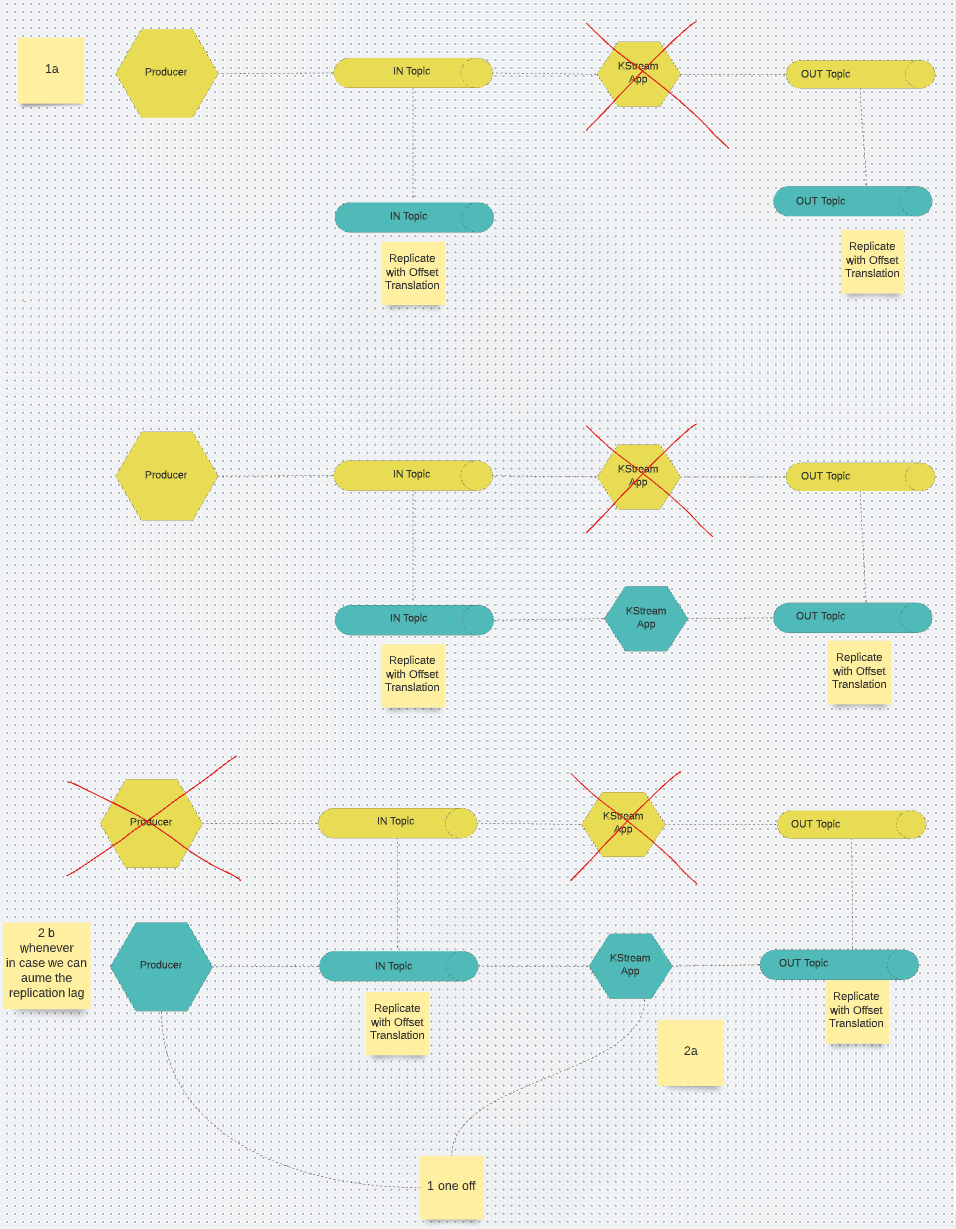 1a
Producer
IN Topic
KStream
App
OUT Topic
IN Topic
OUT Topic
Replicate
with Offset
Translation
Replicate
with Offset
Translation
Producer
IN Topic
KStream
App
OUT Topic
IN Topic
KStream
App
OUT Topic
Replicate
with Offset
Translation
Replicate
with Offset
Translation
Producer
IN Topic
KStream
App
OUT Topic
2 b
whenever
in case we can
aume the
replication lag
Producer
IN Topic
KStream
App
OUT Topic
Replicate
with Offset
Translation
Replicate
with Offset
Translation
2a
1 one off